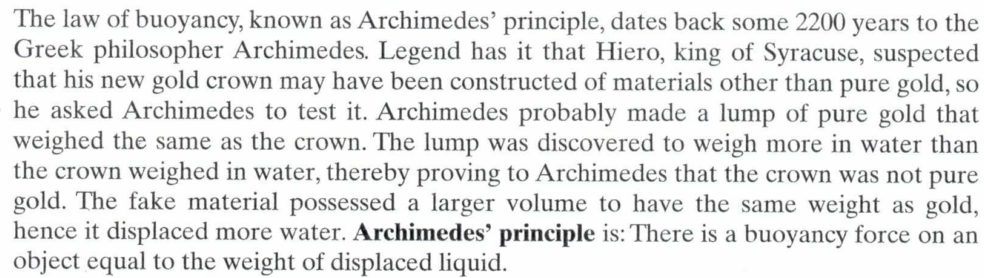 The law of buoyancy, known as Archimedes' principle, dates back some 2200 years to the
Greek philosopher Archimedes. Legend has it that Hiero, king of Syracuse, suspected
that his new gold crown may have been constructed of materials other than pure gold, so
he asked Archimedes to test it. Archimedes probably made a lump of pure gold that
weighed the same as the crown. The lump was discovered to weigh more in water than
the crown weighed in water, thereby proving to Archimedes that the crown was not pure
gold. The fake material possessed a larger volume to have the same weight as gold,
hence it displaced more water. Archimedes' principle is: There is a buoyancy force on an
object equal to the weight of displaced liquid.